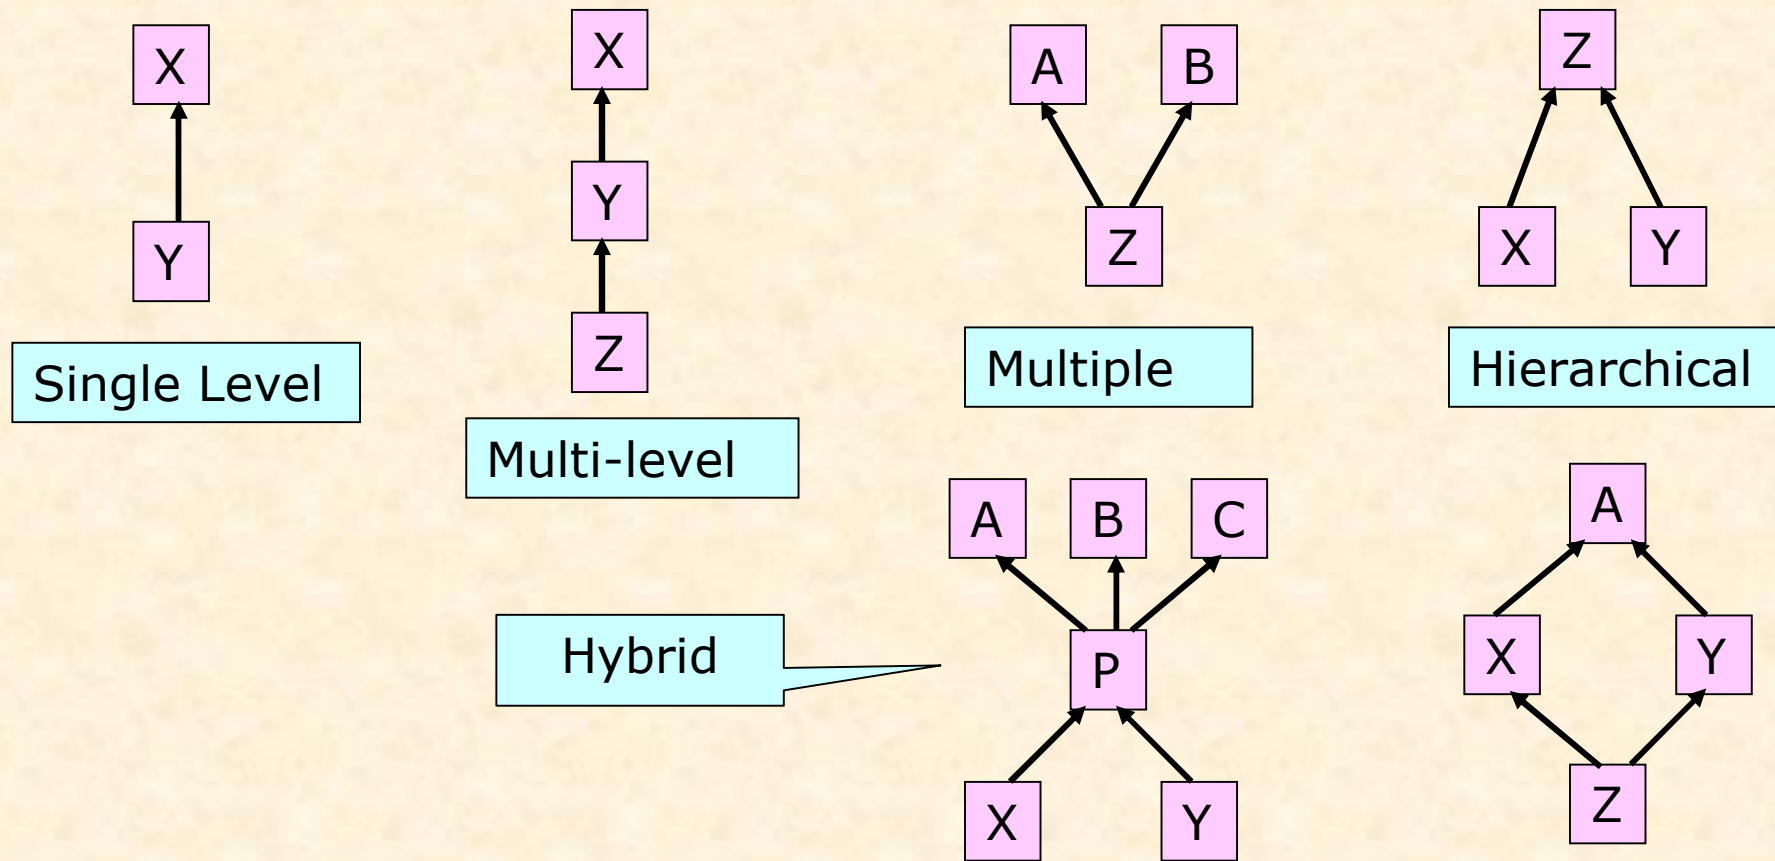 X
Y
Single Level
X
Y
Z
Multi-level
A B
Z
Multiple
Z
X Y
Hierarchical
Hybrid
A B C
P
X Y
A
X Y
Z